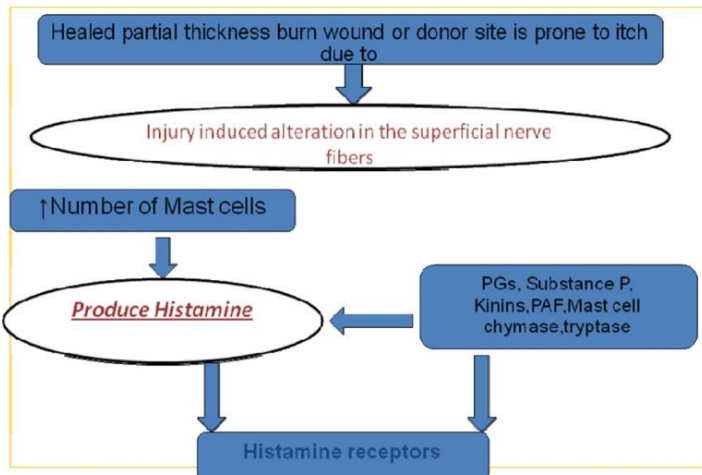 Healed partial thickness burn wound or donor site is prone to itch
due to
Injury induced alteration in the superficial nerve
fibers
↑Number of Mast cells
Produce Histamine
PGs, Substance P,
Kinins,PAF,Mast cell
chymase,tryptase
Histamine receptors